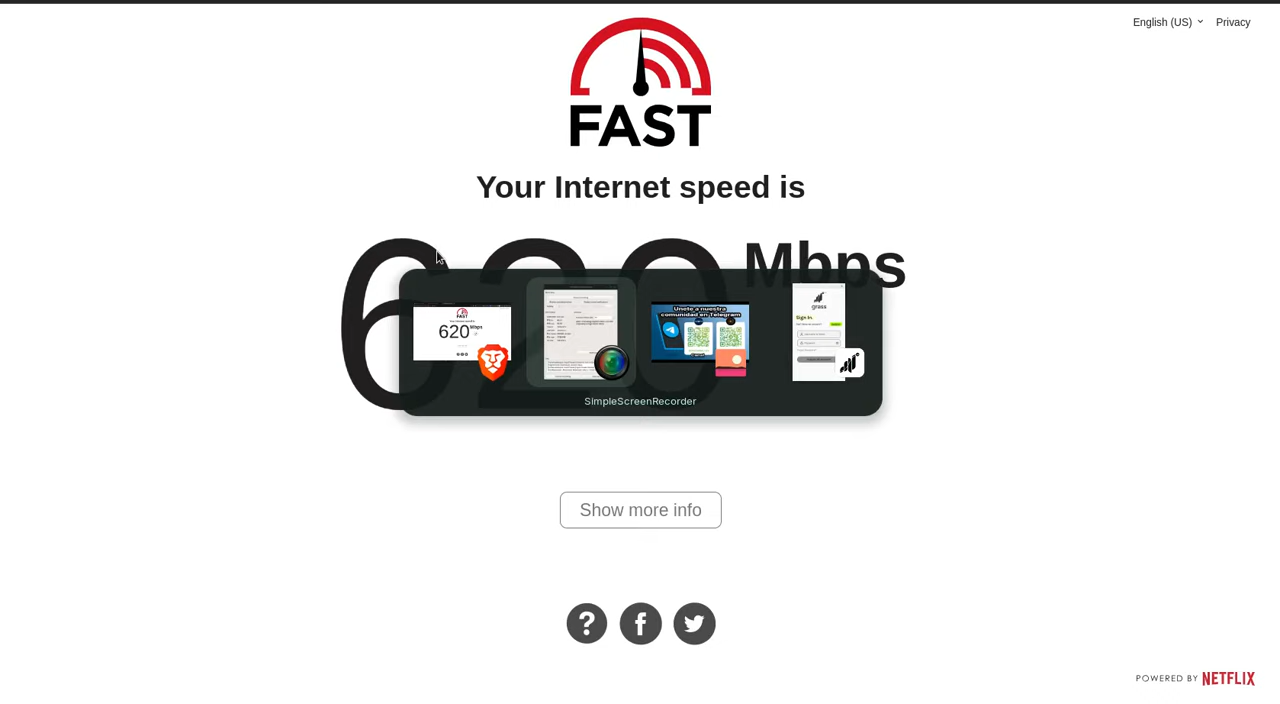 English (US) Privacy
FAST
Your Internet speed is
620 Mbps
620 Mbps
Unete a nuestra
comunidad en Telegram
grass
Sign in.
SimpleScreenRecorder
Show more info
POWERED BY NETFLIX